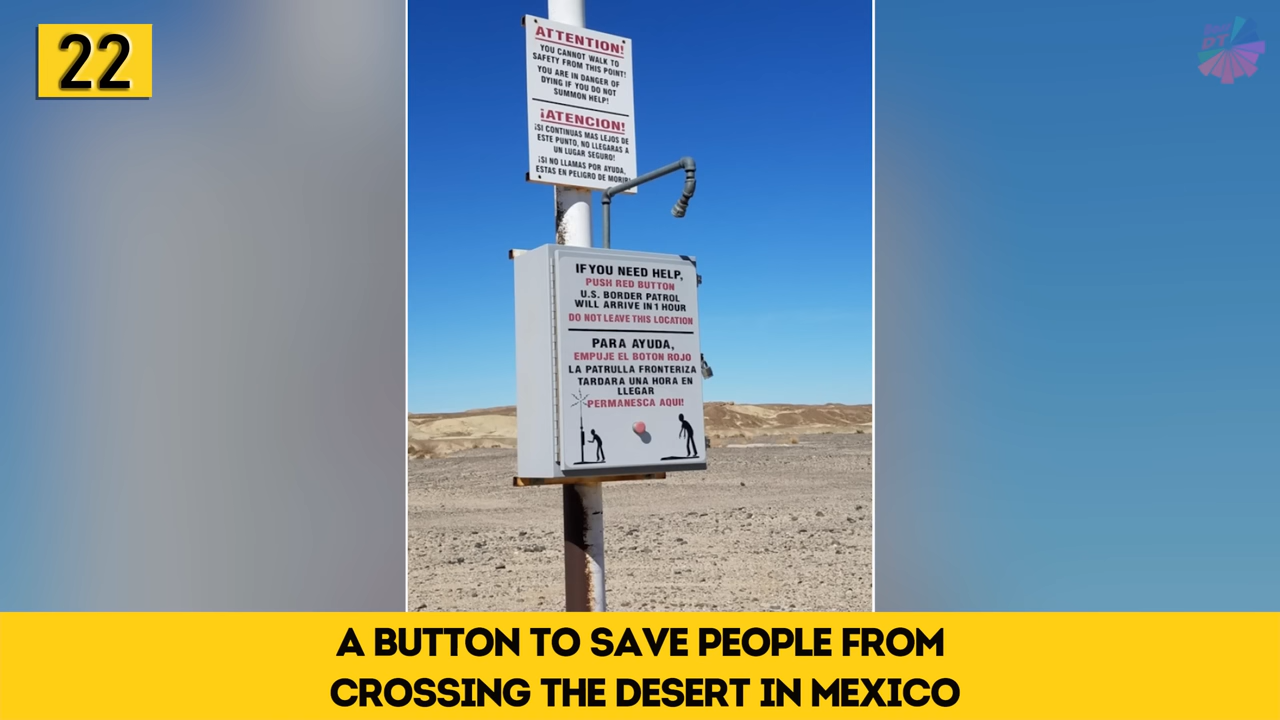 22
ATTENTION!
YOU CANNOT WALK TO
SAFETY FROM THIS POINT!
YOU ARE IN DANGER OF
DYING IF YOU DO NOT
SUMMON HELP!
¡ATENCION!
¡SI CONTINUAS MAS LEJOS DE
ESTE PUNTO, NO LLEGARAS A
UN LUGAR SEGURO!
¡SI NO LLAMAS POR AYUDA,
ESTAS EN PELIGRO DE MORIR!
IF YOU NEED HELP,
PUSH RED BUTTON
U.S. BORDER PATROL
WILL ARRIVE IN 1 HOUR
DO NOT LEAVE THIS LOCATION
PARA AYUDA,
EMPUJE EL BOTON ROJO
LA PATRULLA FRONTERIZA
TARDARA UNA HORA EN
LLEGAR
PERMANESCA AQUI!
A BUTTON TO SAVE PEOPLE FROM
CROSSING THE DESERT IN MEXICO